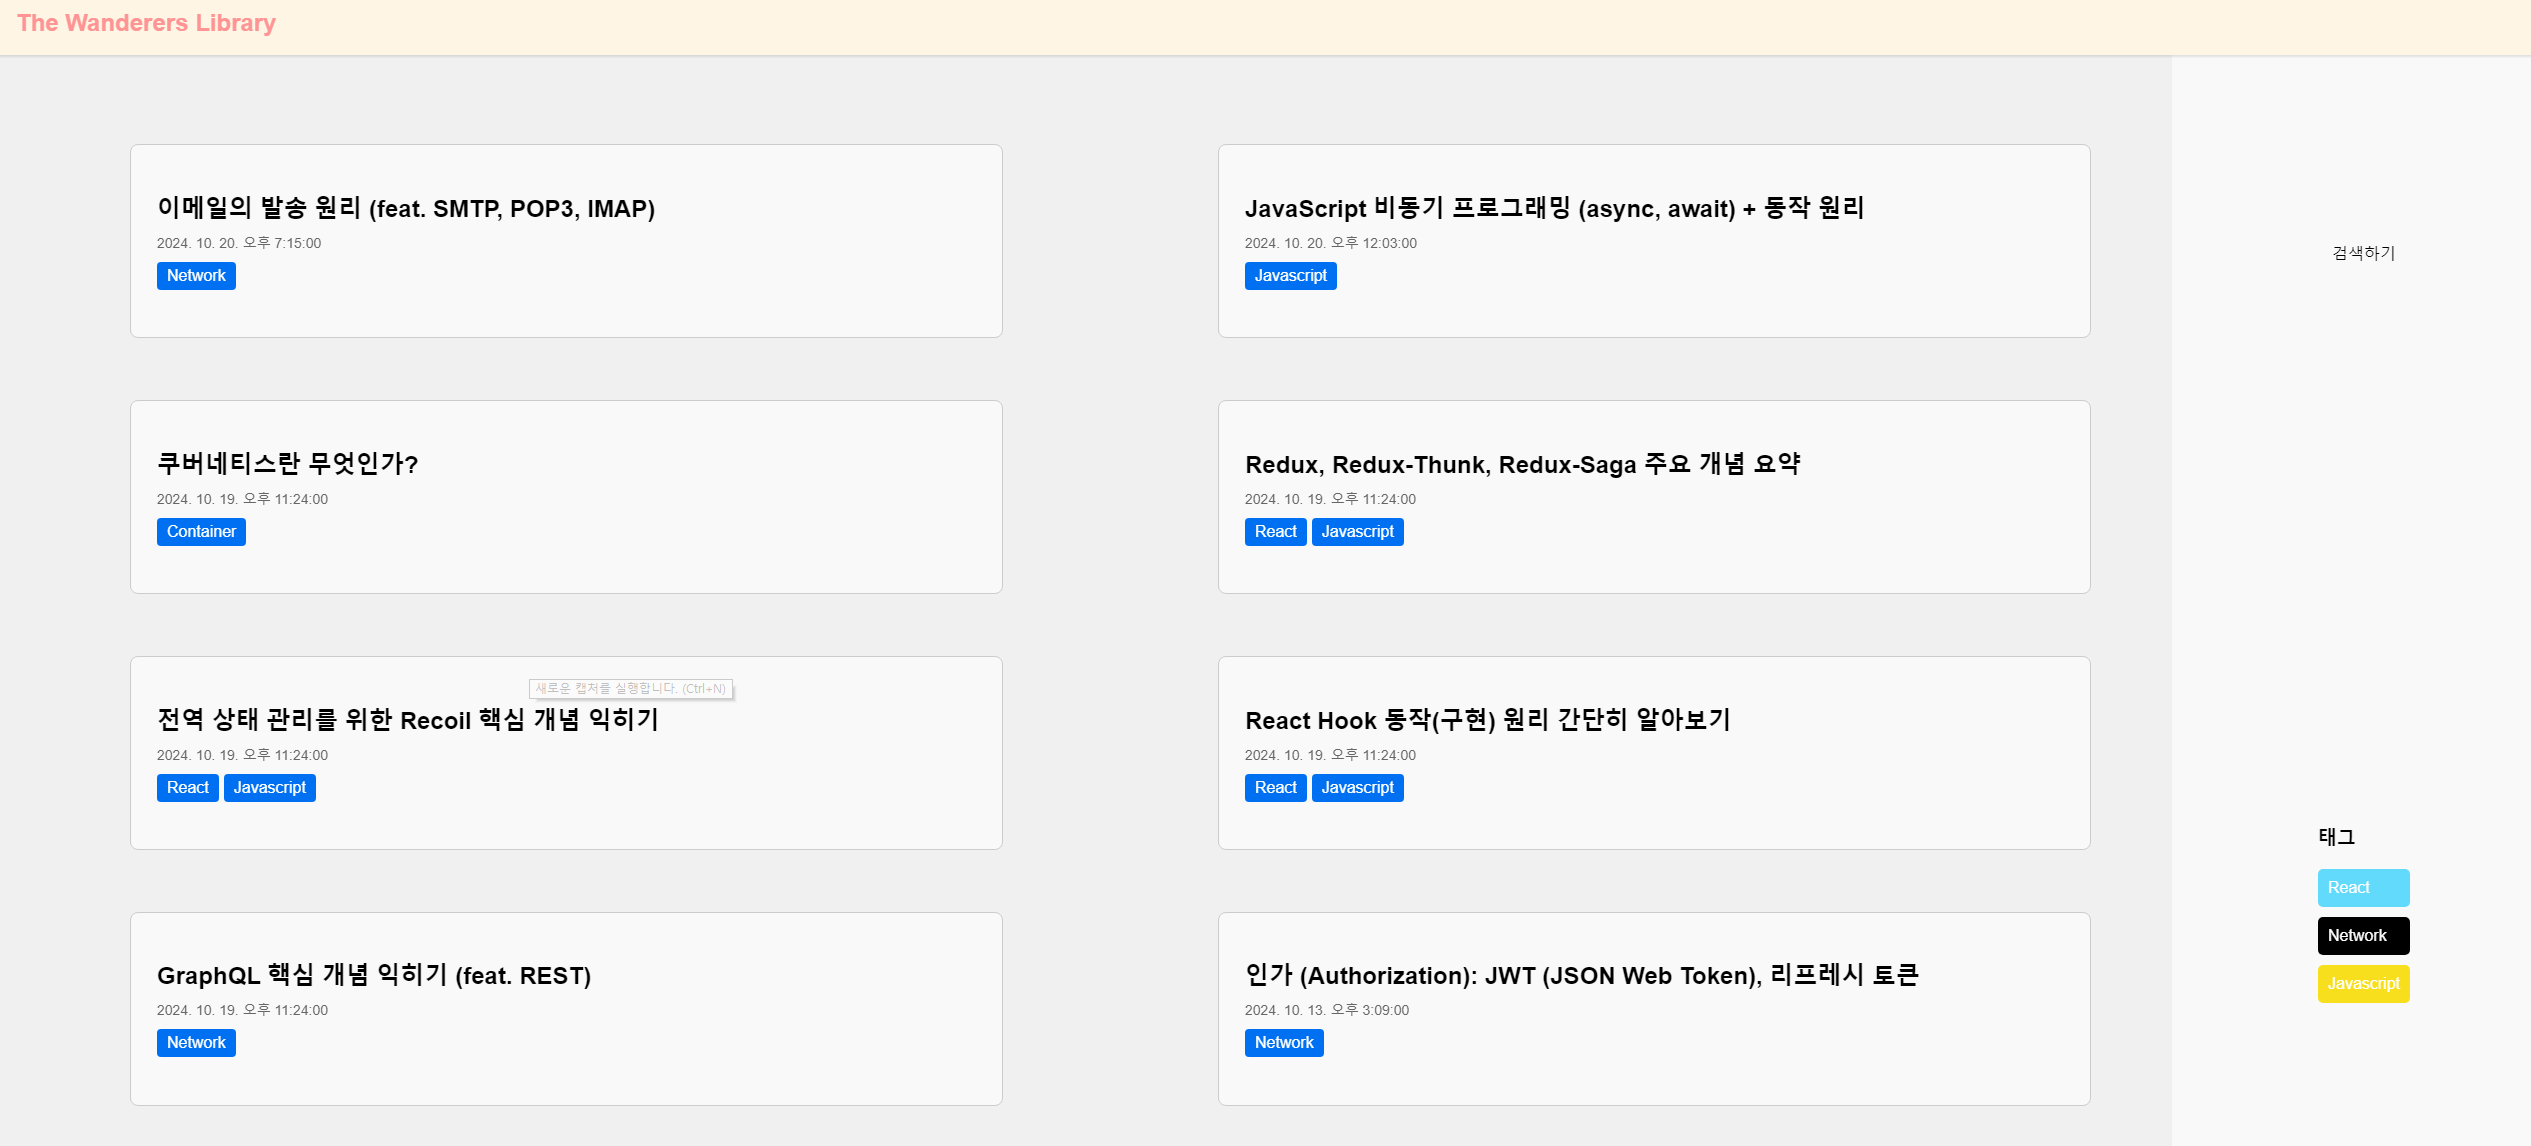 The Wanderers Library
이메일의 발송 원리 (feat. SMTP, POP3, IMAP)
2024. 10. 20. 오후 7:15:00
Network
JavaScript 비동기 프로그래밍 (async, await) + 동작 원리
2024. 10. 20. 오후 12:03:00
Javascript
쿠버네티스란 무엇인가?
2024. 10. 19. 오후 11:24:00
Container
Redux, Redux-Thunk, Redux-Saga 주요 개념 요약
2024. 10. 19. 오후 11:24:00
React Javascript
새로운 캡처를 실행합니다. (Ctrl+N)
전역 상태 관리를 위한 Recoil 핵심 개념 익히기
2024. 10. 19. 오후 11:24:00
React Javascript
React Hook 동작(구현) 원리 간단히 알아보기
2024. 10. 19. 오후 11:24:00
React Javascript
GraphQL 핵심 개념 익히기 (feat. REST)
2024. 10. 19. 오후 11:24:00
Network
인가 (Authorization): JWT (JSON Web Token), 리프레시 토큰
2024. 10. 13. 오후 3:09:00
Network
검색하기
태그
React
Network
Javascript